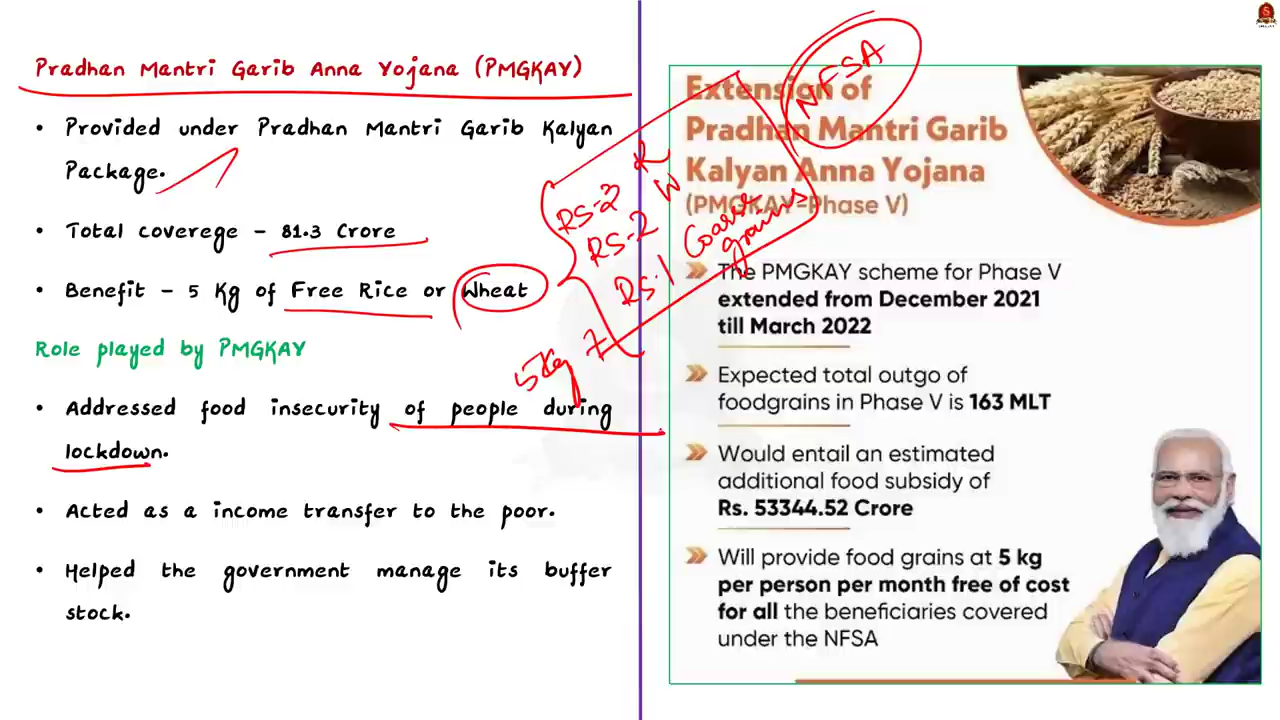 Pradhan Mantri Garib Anna Yojana (PMGKAY)
• Provided under Pradhan Mantri Garib Kalyan
Package.
• Total coverege - 81.3 Crore
• Benefit - 5 Kg of Free Rice or Wheat
Role played by PMGKAY
• Addressed food insecurity of people during
lockdown.
• Acted as a income transfer to the poor.
• Helped the government manage its buffer
stock.
NFSA
RS-2 R
RS-2 W
RS-1 Coarse
grains
5Kg
Extension of
Pradhan Mantri Garib
Kalyan Anna Yojana
(PMGKAY-Phase V)
The PMGKAY scheme for Phase V
extended from December 2021
till March 2022
Expected total outgo of
foodgrains in Phase V is 163 MLT
Would entail an estimated
additional food subsidy of
Rs. 53344.52 Crore
Will provide food grains at 5 kg
per person per month free of cost
for all the beneficiaries covered
under the NFSA